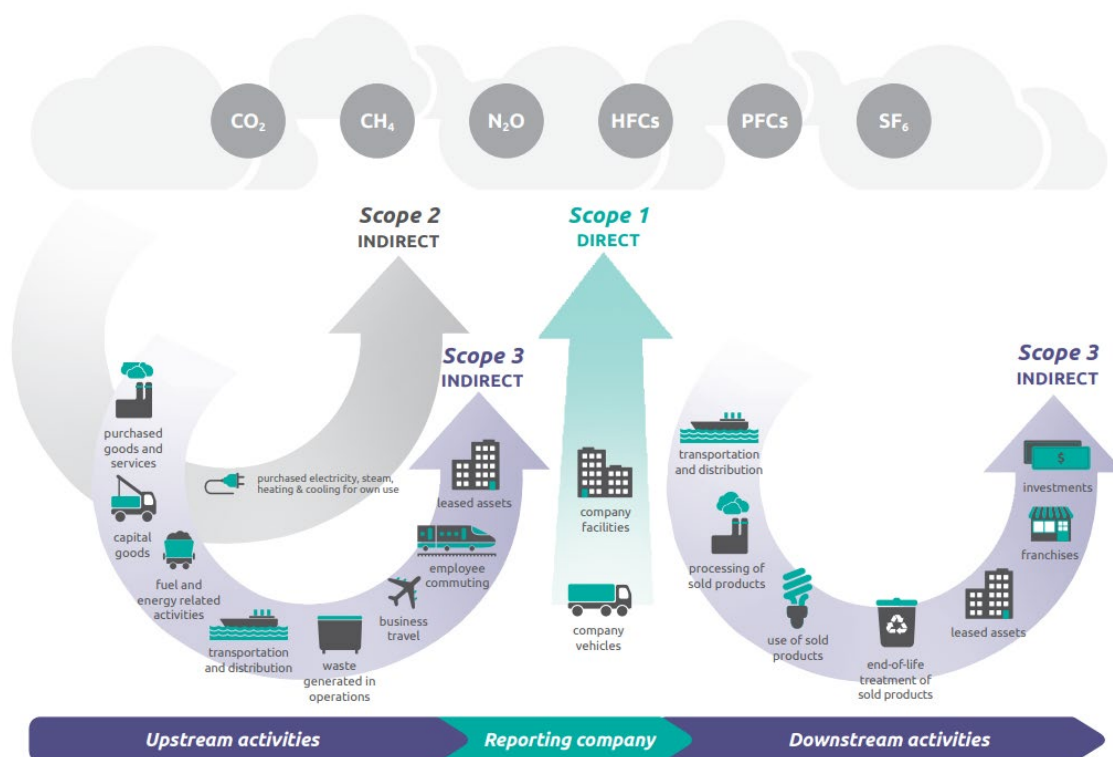 CO₂
CH₄
N₂O
HFCs
PFCs
SF₆
Scope 2
INDIRECT
Scope 1
DIRECT
Scope 3
INDIRECT
Scope 3
INDIRECT
purchased
goods and
services
capital
goods
fuel and
energy related
activities
transportation
and distribution
waste
generated in
operations
business
travel
employee
commuting
leased assets
purchased electricity, steam,
heating & cooling for own use
company
facilities
company
vehicles
transportation
and distribution
processing of
sold products
use of sold
products
end-of-life
treatment of
sold products
leased assets
franchises
$
investments
Upstream activities
Reporting company
Downstream activities